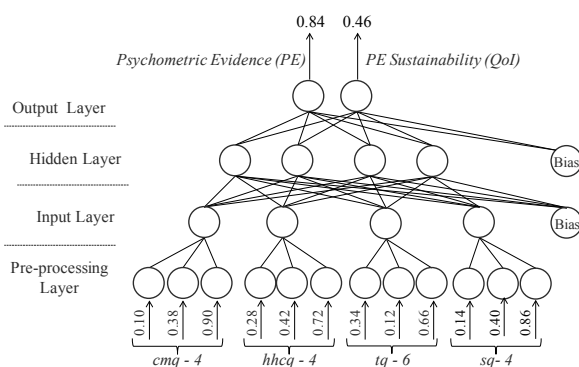 0.84 0.46
Psychometric Evidence (PE) PE Sustainability (QoI)
Output Layer
Hidden Layer Bias
Input Layer Bias
Pre-processing
Layer
0.10 0.38 0.90 0.28 0.42 0.72 0.34 0.12 0.66 0.14 0.40 0.86
cmq - 4 hhcq - 4 tq - 6 sq- 4